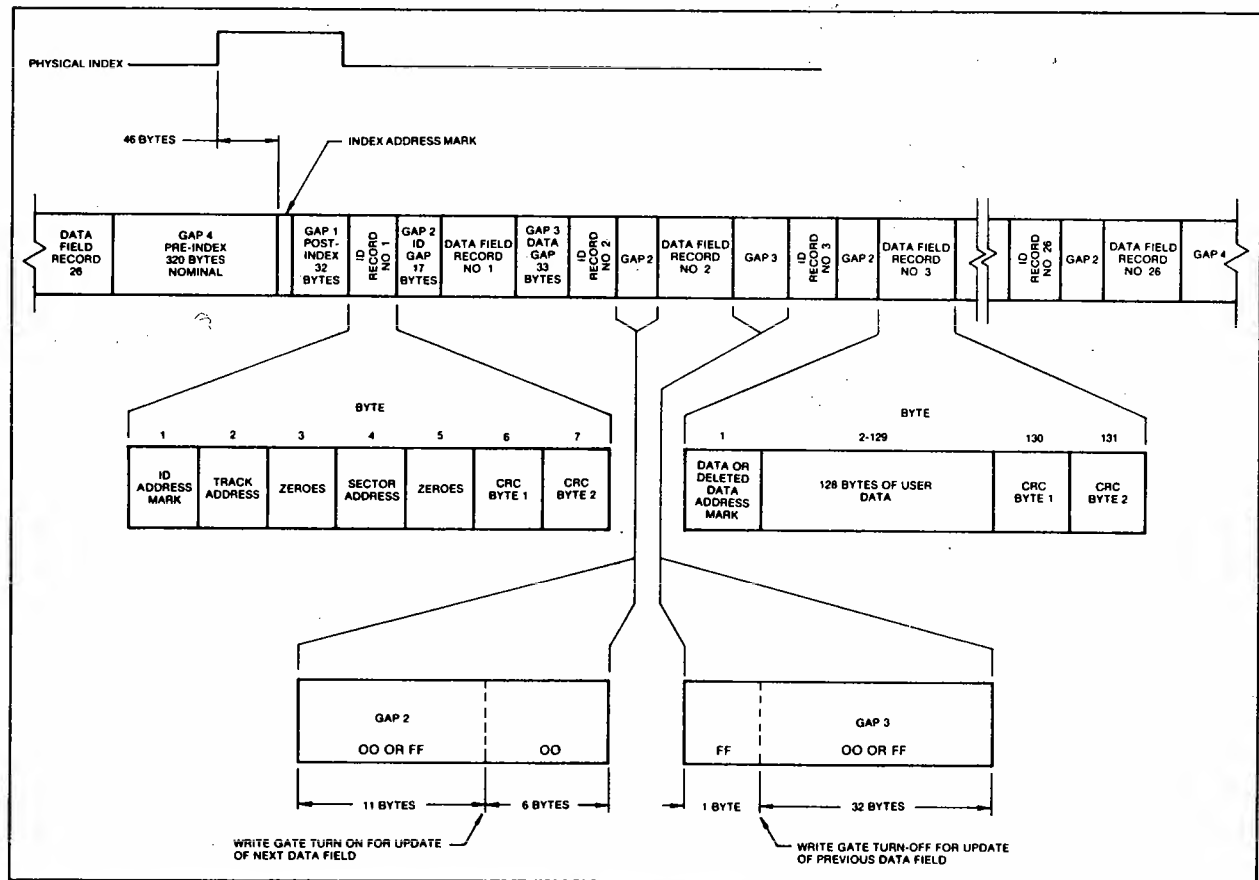 PHYSICAL INDEX
46 BYTES
INDEX ADDRESS MARK
DATA
FIELD
RECORD
26
GAP 4
PRE-INDEX
320 BYTES
NOMINAL
GAP 1
POST-
INDEX
32
BYTES
ID
RECORD
NO 1
GAP 2
ID
GAP
17
BYTES
DATA FIELD
RECORD
NO 1
GAP 3
DATA
GAP
33
BYTES
ID
RECORD
NO 2
GAP 2
DATA FIELD
RECORD
NO 2
GAP 3
ID
RECORD
NO 3
GAP 2
DATA FIELD
RECORD
NO 3
ID
RECORD
NO 26
GAP 2
DATA FIELD
RECORD
NO 26
GAP 4
BYTE
1 2 3 4 5 6 7
ID
ADDRESS
MARK
TRACK
ADDRESS
ZEROES
SECTOR
ADDRESS
ZEROES
CRC
BYTE 1
CRC
BYTE 2
BYTE
1 2-129 130 131
DATA OR
DELETED
DATA
ADDRESS
MARK
128 BYTES OF USER
DATA
CRC
BYTE 1
CRC
BYTE 2
GAP 2
OO OR FF
OO
11 BYTES
6 BYTES
WRITE GATE TURN ON FOR UPDATE
OF NEXT DATA FIELD
GAP 3
FF
OO OR FF
1 BYTE
32 BYTES
WRITE GATE TURN-OFF FOR UPDATE
OF PREVIOUS DATA FIELD